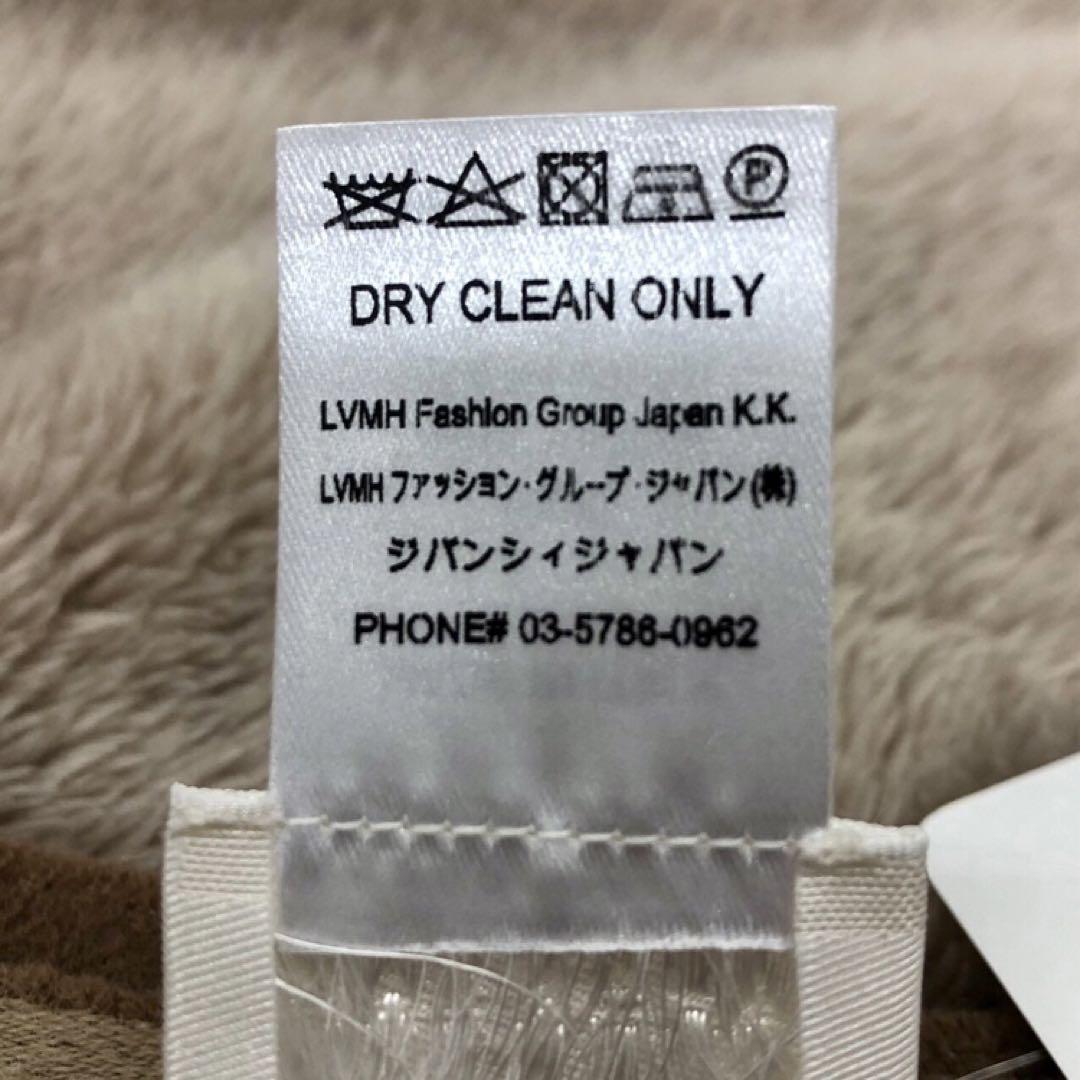 P
DRY CLEAN ONLY
LVMH Fashion Group Japan K.K.
LVMH ファッション・グループ・ジャパン(株)
ジバンシィジャパン
PHONE# 03-5786-0962